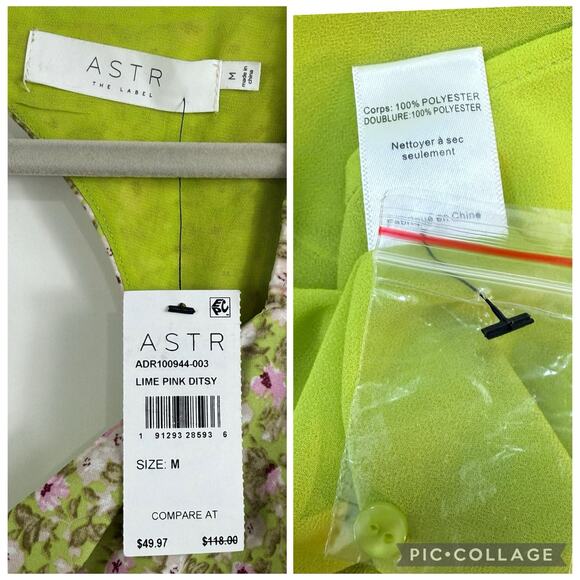 ASTR
THE LABEL
M
made in
china
ASTR
ADR100944-003
LIME PINK DITSY
1 91293 28593 6
SIZE: M
COMPARE AT
$49.97 $118.00
Corps: 100% POLYESTER
DOUBLURE:100% POLYESTER
Nettoyer à sec
seulement
Fabriqué en Chine
PIC•COLLAGE